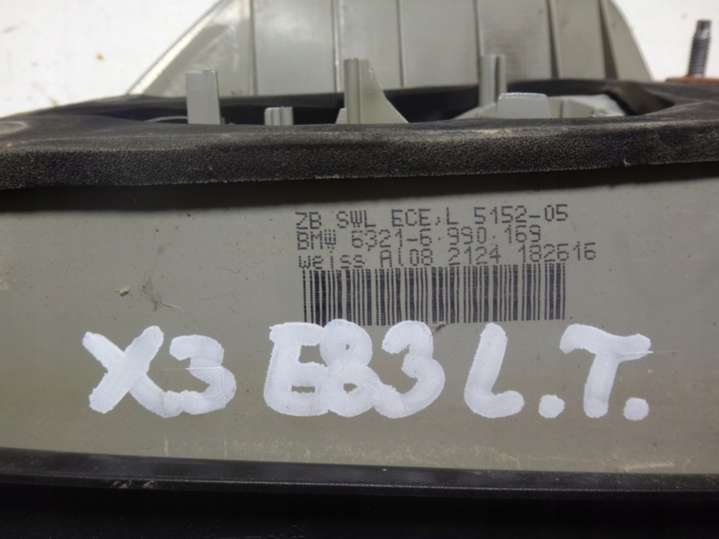 ZB SWL ECE,L 5152-05
BMW 6321-6.990.169
weiss Al08 2124 182616
X3 E83 L.T.